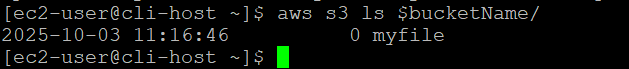 [ec2-user@cli-host ~]$ aws s3 ls $bucketName/
2025-10-03 11:16:46          0 myfile
[ec2-user@cli-host ~]$